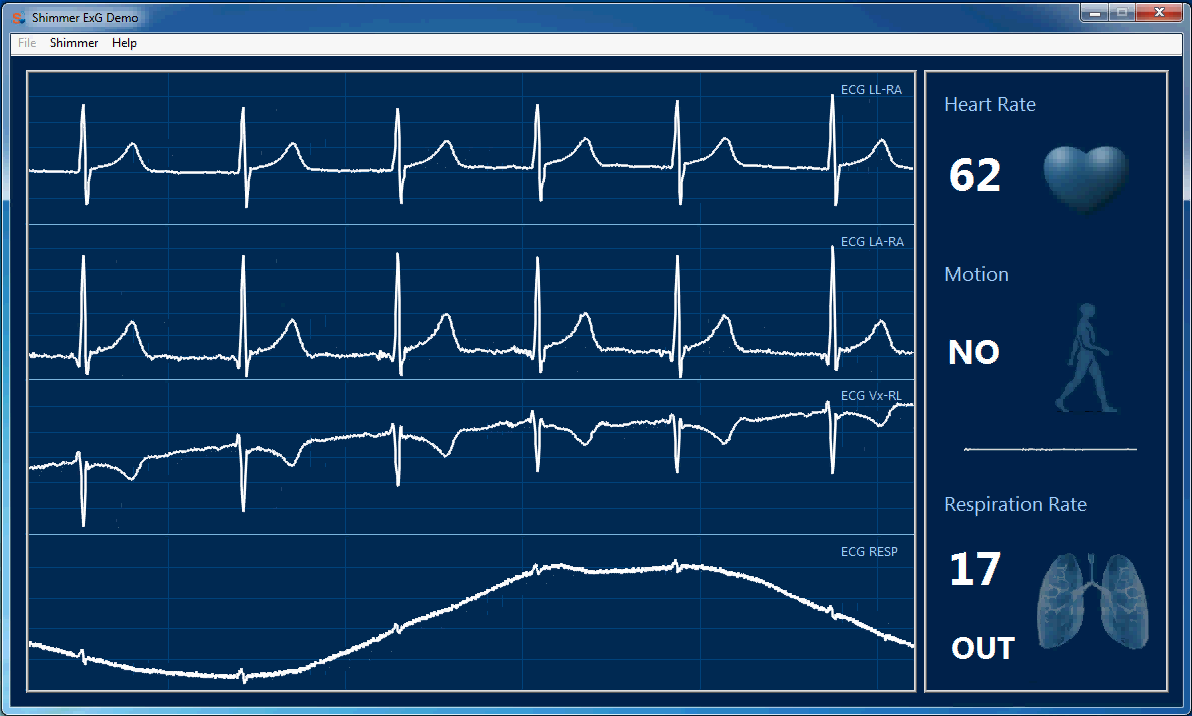 Shimmer ExG Demo
File Shimmer Help
ECG LL-RA
ECG LA-RA
ECG Vx-RL
ECG RESP
Heart Rate
62
Motion
NO
Respiration Rate
17
OUT